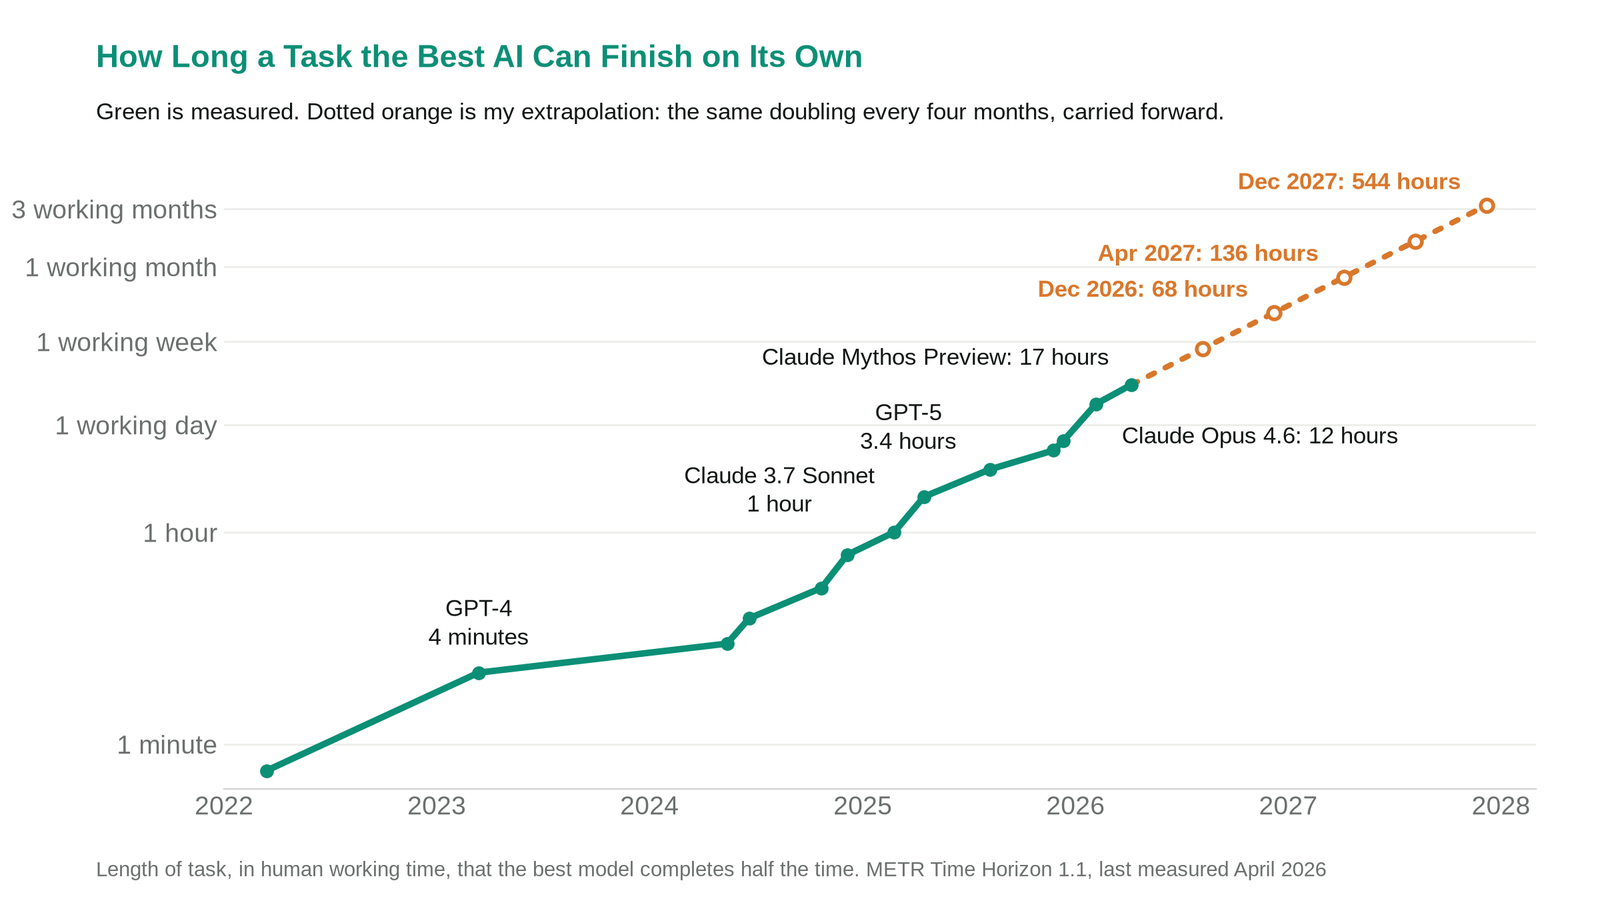 How Long a Task the Best AI Can Finish on Its Own
Green is measured. Dotted orange is my extrapolation: the same doubling every four months, carried forward.
Dec 2027: 544 hours
3 working months
Apr 2027: 136 hours
1 working month
Dec 2026: 68 hours
1 working week
Claude Mythos Preview: 17 hours
GPT-5
3.4 hours
1 working day
Claude Opus 4.6: 12 hours
Claude 3.7 Sonnet
1 hour
1 hour
GPT-4
4 minutes
1 minute
2022 2023 2024 2025 2026 2027 2028
Length of task, in human working time, that the best model completes half the time. METR Time Horizon 1.1, last measured April 2026